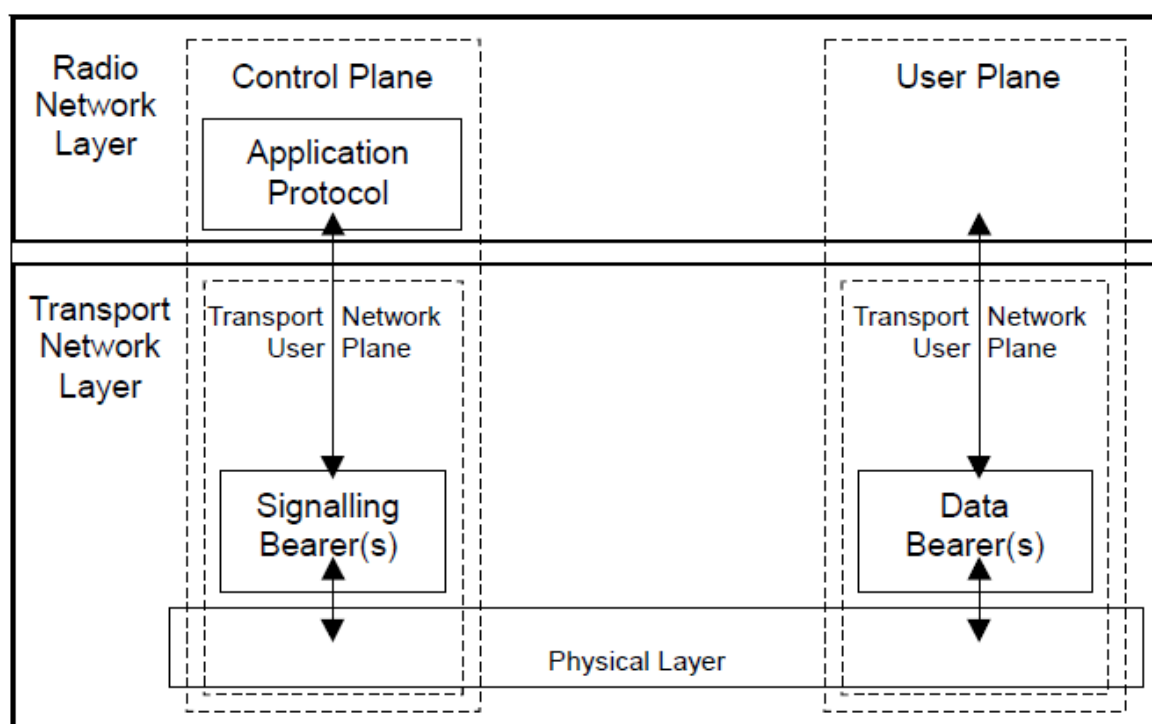 Radio
Network
Layer
Control Plane
Application
Protocol
User Plane
Transport
Network
Layer
Transport Network
User Plane
Signalling
Bearer(s)
Transport Network
User Plane
Data
Bearer(s)
Physical Layer